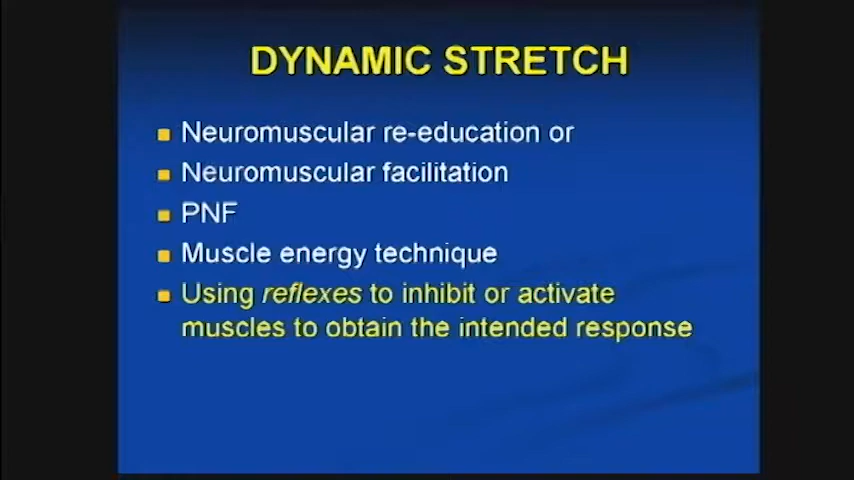 DYNAMIC STRETCH
Neuromuscular re-education or
Neuromuscular facilitation
PNF
Muscle energy technique
Using reflexes to inhibit or activate
muscles to obtain the intended response